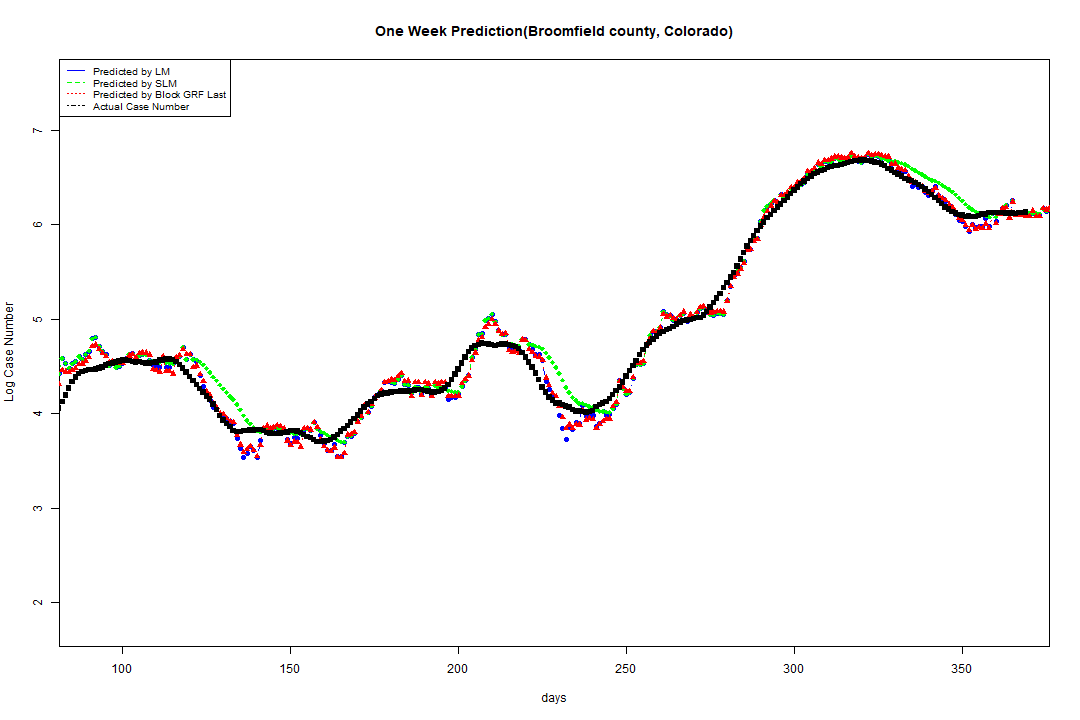 One Week Prediction(Broomfield county, Colorado)
Predicted by LM
Predicted by SLM
Predicted by Block GRF Last
Actual Case Number
7
6
5
4
3
2
Log Case Number
100 150 200 250 300 350
days